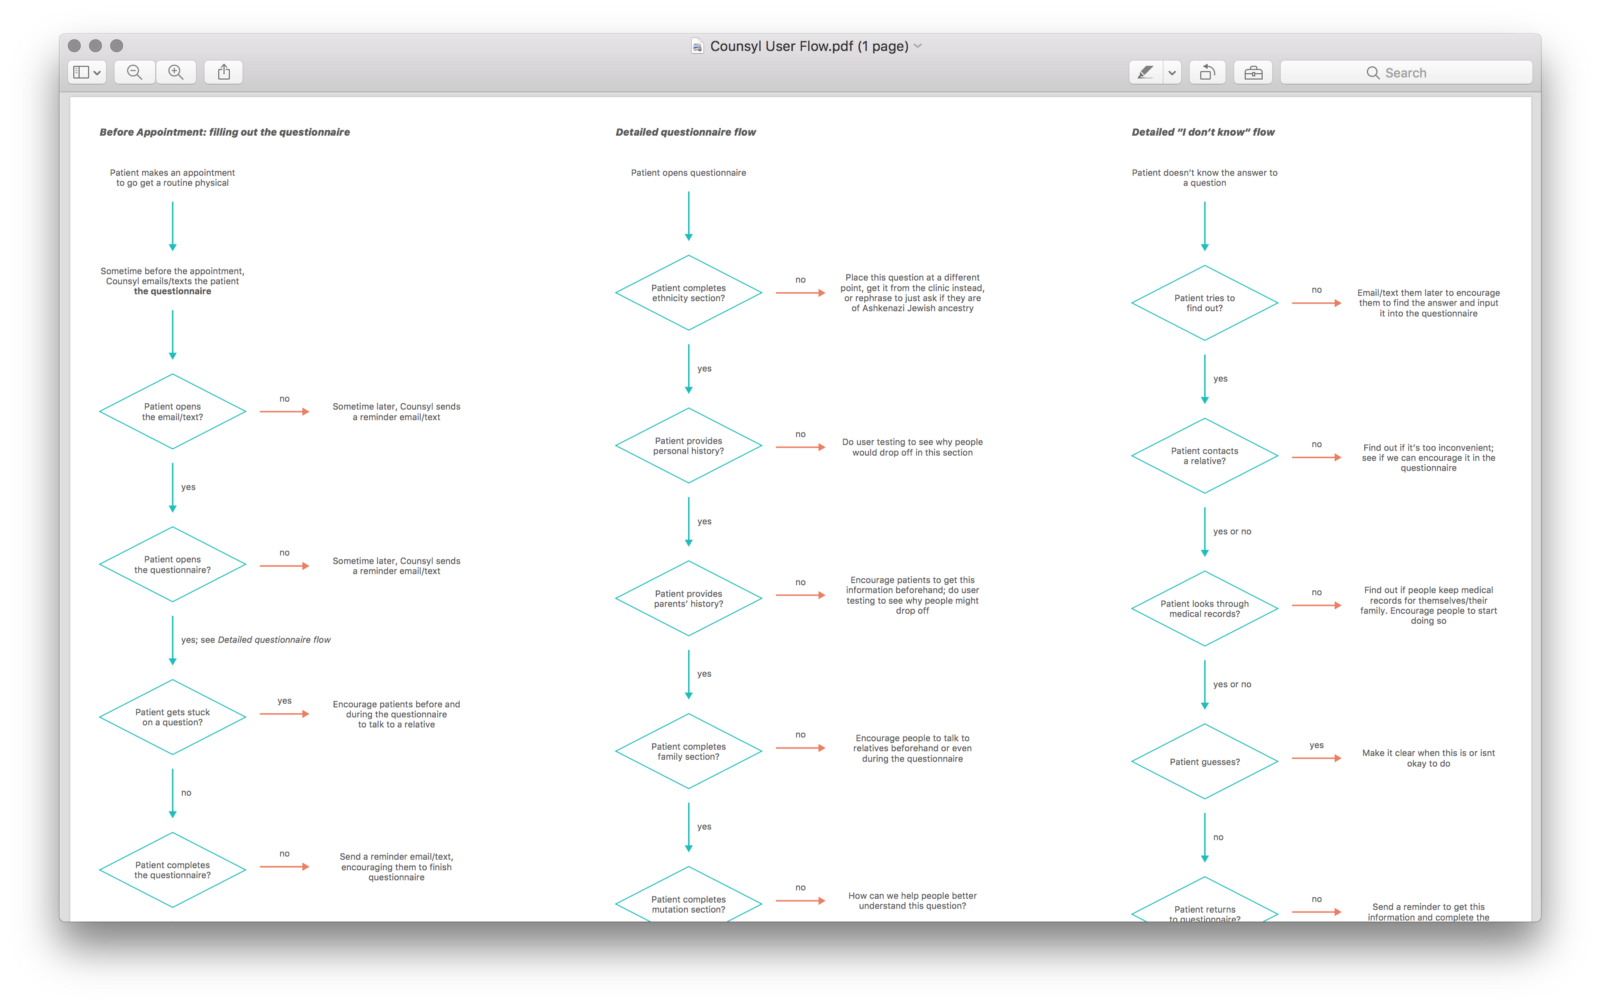 Counsyl User Flow.pdf (1 page)
Search
Before Appointment: filling out the questionnaire
Patient makes an appointment
to go get a routine physical
Sometime before the appointment,
Counsyl emails/texts the patient
the questionnaire
Patient opens
the email/text?
no
Sometime later, Counsyl sends
a reminder email/text
yes
Patient opens
the questionnaire?
no
Sometime later, Counsyl sends
a reminder email/text
yes; see Detailed questionnaire flow
Patient gets stuck
on a question?
yes
Encourage patients before and
during the questionnaire
to talk to a relative
no
Patient completes
the questionnaire?
no
Send a reminder email/text,
encouraging them to finish
questionnaire
Detailed questionnaire flow
Patient opens questionnaire
Patient completes
ethnicity section?
no
Place this question at a different
point, get it from the clinic instead,
or rephrase to just ask if they are
of Ashkenazi Jewish ancestry
yes
Patient provides
personal history?
no
Do user testing to see why people
would drop off in this section
yes
Patient provides
parents' history?
no
Encourage patients to get this
information beforehand; do user
testing to see why people might
drop off
yes
Patient completes
family section?
no
Encourage people to talk to
relatives beforehand or even
during the questionnaire
yes
Patient completes
mutation section?
no
How can we help people better
understand this question?
Detailed “I don't know” flow
Patient doesn't know the answer to
a question
Patient tries to
find out?
no
Email/text them later to encourage
them to find the answer and input
it into the questionnaire
yes
Patient contacts
a relative?
no
Find out if it's too inconvenient;
see if we can encourage it in the
questionnaire
yes or no
Patient looks through
medical records?
no
Find out if people keep medical
records for themselves/their
family. Encourage people to start
doing so
yes or no
Patient guesses?
yes
Make it clear when this is or isnt
okay to do
no
Patient returns
to questionnaire?
no
Send a reminder to get this
information and complete the